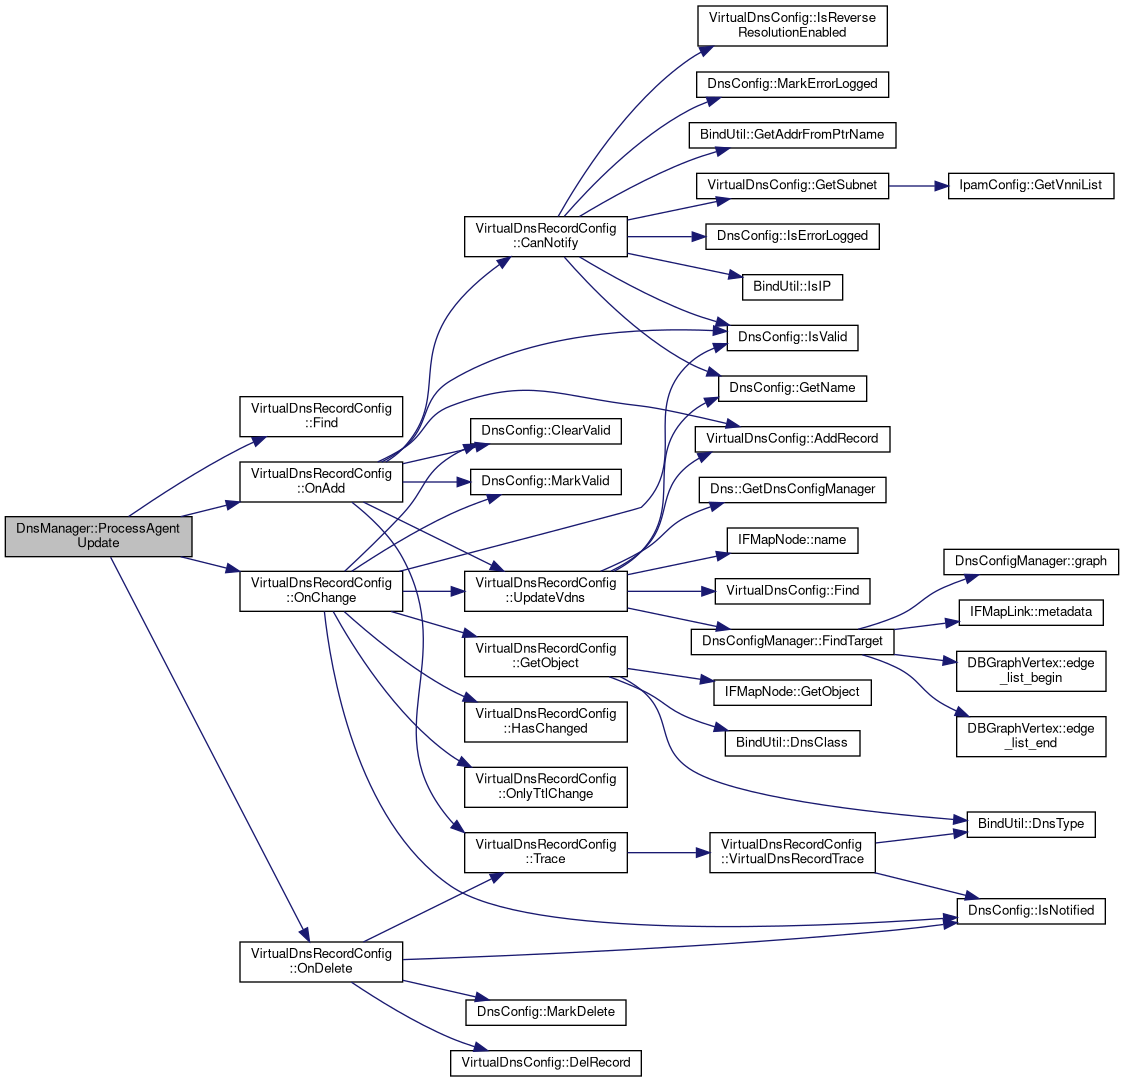 VirtualDnsConfig::IsReverse
ResolutionEnabled
DnsConfig::MarkErrorLogged
BindUtil::GetAddrFromPtrName
VirtualDnsConfig::GetSubnet
IpamConfig::GetVnniList
VirtualDnsRecordConfig
::CanNotify
DnsConfig::IsErrorLogged
BindUtil::IsIP
DnsConfig::IsValid
DnsConfig::GetName
VirtualDnsRecordConfig
::Find
DnsConfig::ClearValid
VirtualDnsConfig::AddRecord
VirtualDnsRecordConfig
::OnAdd
DnsConfig::MarkValid
Dns::GetDnsConfigManager
DnsManager::ProcessAgent
Update
IFMapNode::name
DnsConfigManager::graph
VirtualDnsRecordConfig
::OnChange
VirtualDnsRecordConfig
::UpdateVdns
VirtualDnsConfig::Find
IFMapLink::metadata
DnsConfigManager::FindTarget
VirtualDnsRecordConfig
::GetObject
DBGraphVertex::edge
_list_begin
IFMapNode::GetObject
VirtualDnsRecordConfig
::HasChanged
BindUtil::DnsClass
DBGraphVertex::edge
_list_end
VirtualDnsRecordConfig
::OnlyTtlChange
BindUtil::DnsType
VirtualDnsRecordConfig
::Trace
VirtualDnsRecordConfig
::VirtualDnsRecordTrace
DnsConfig::IsNotified
VirtualDnsRecordConfig
::OnDelete
DnsConfig::MarkDelete
VirtualDnsConfig::DelRecord